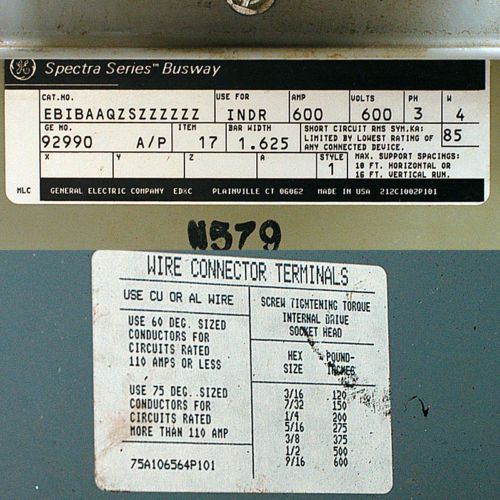 GE Spectra Series™ Busway
CAT.NO. USE FOR AMP VOLTS PH W
EBIBAAQZSZZZZZZ INDR 600 600 3 4
GE NO. ITEM BAR WIDTH SHORT CIRCUIT RMS SYM.KA:
92990 A/P 17 1.625 LIMITED BY LOWEST RATING OF 85
ANY CONNECTED DEVICE.
X Y Z A STYLE MAX. SUPPORT SPACINGS:
1 10 FT. HORIZONTAL OR
16 FT. VERTICAL RUN.
MLC GENERAL ELECTRIC COMPANY ED&C PLAINVILLE CT 06062 MADE IN USA 212C1002P101
N579
WIRE CONNECTOR TERMINALS
USE CU OR AL WIRE
USE 60 DEG. SIZED
CONDUCTORS FOR
CIRCUITS RATED
110 AMPS OR LESS
USE 75 DEG. SIZED
CONDUCTORS FOR
CIRCUITS RATED
MORE THAN 110 AMP
75A106564P101
SCREW TIGHTENING TORQUE
INTERNAL DRIVE
SOCKET HEAD
HEX POUND-
SIZE INCHES
3/16 120
7/32 150
1/4 200
5/16 275
3/8 375
1/2 500
9/16 600